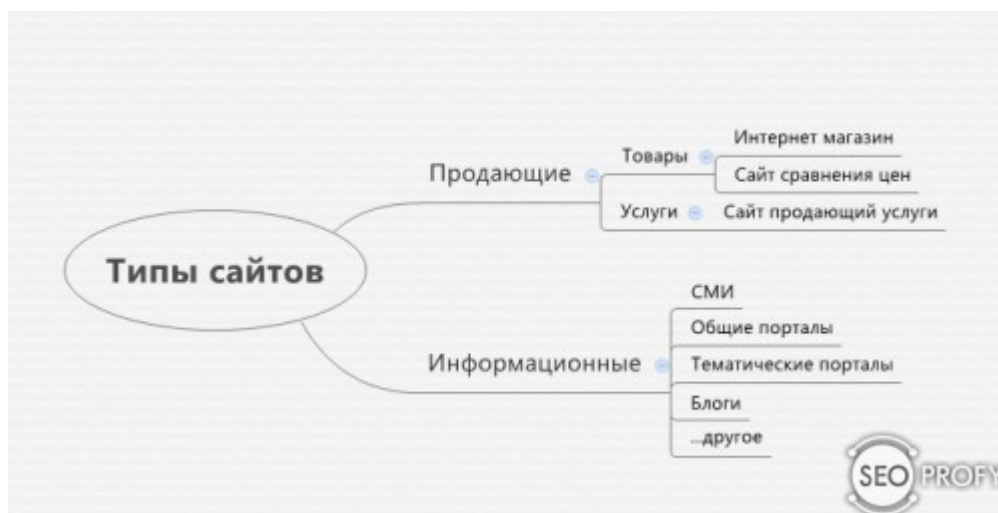 Типы сайтов
Продающие
Товары
Интернет магазин
Сайт сравнения цен
Услуги
Сайт продающий услуги
Информационные
СМИ
Общие порталы
Тематические порталы
Блоги
...другое
SEO PROFY